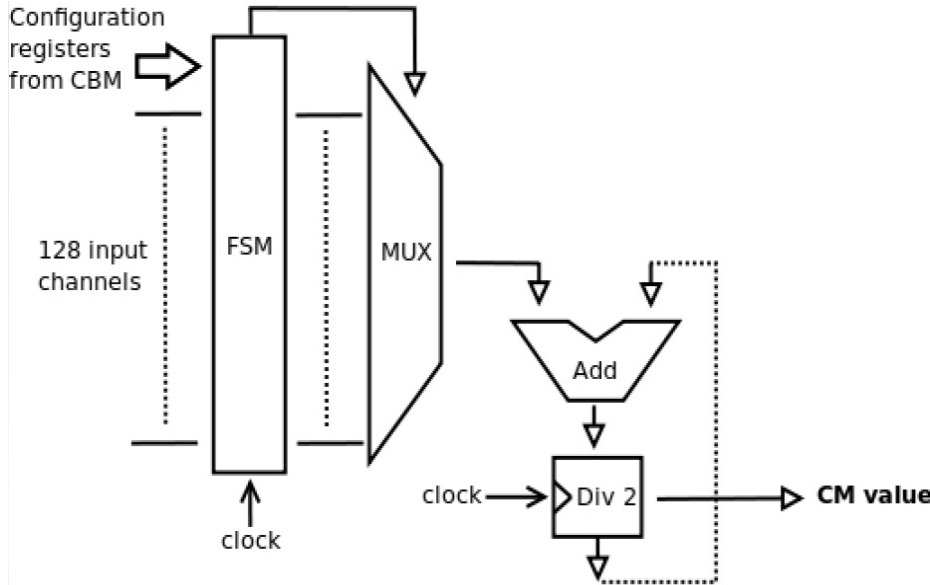 Configuration
registers
from CBM
FSM
MUX
128 input
channels
Add
clock
Div 2
CM value
clock